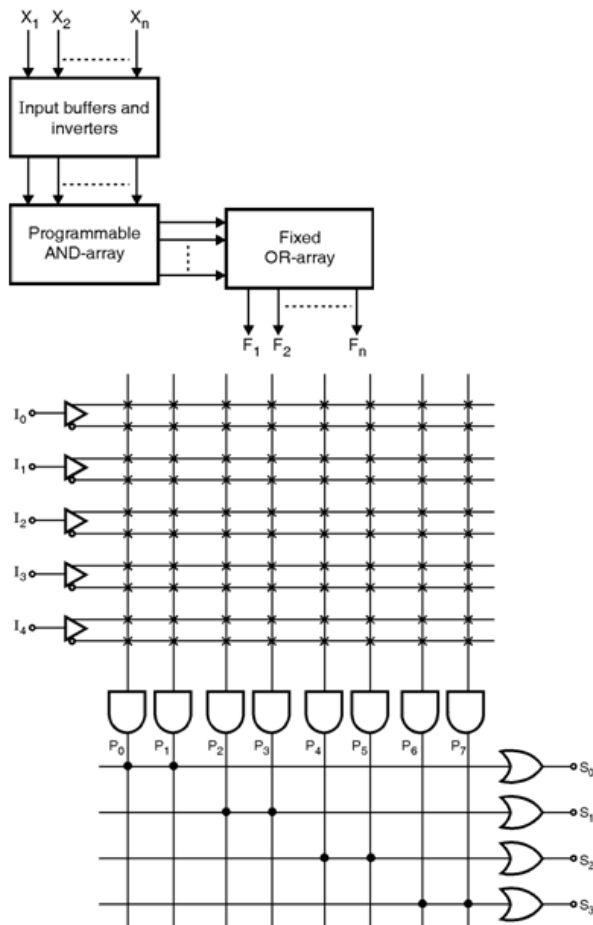 X₁ X₂ Xₙ
Input buffers and
inverters
Programmable
AND-array
Fixed
OR-array
F₁ F₂ Fₙ
I₀
I₁
I₂
I₃
I₄
P₀ P₁ P₂ P₃ P₄ P₅ P₆ P₇
S₀
S₁
S₂
S₃